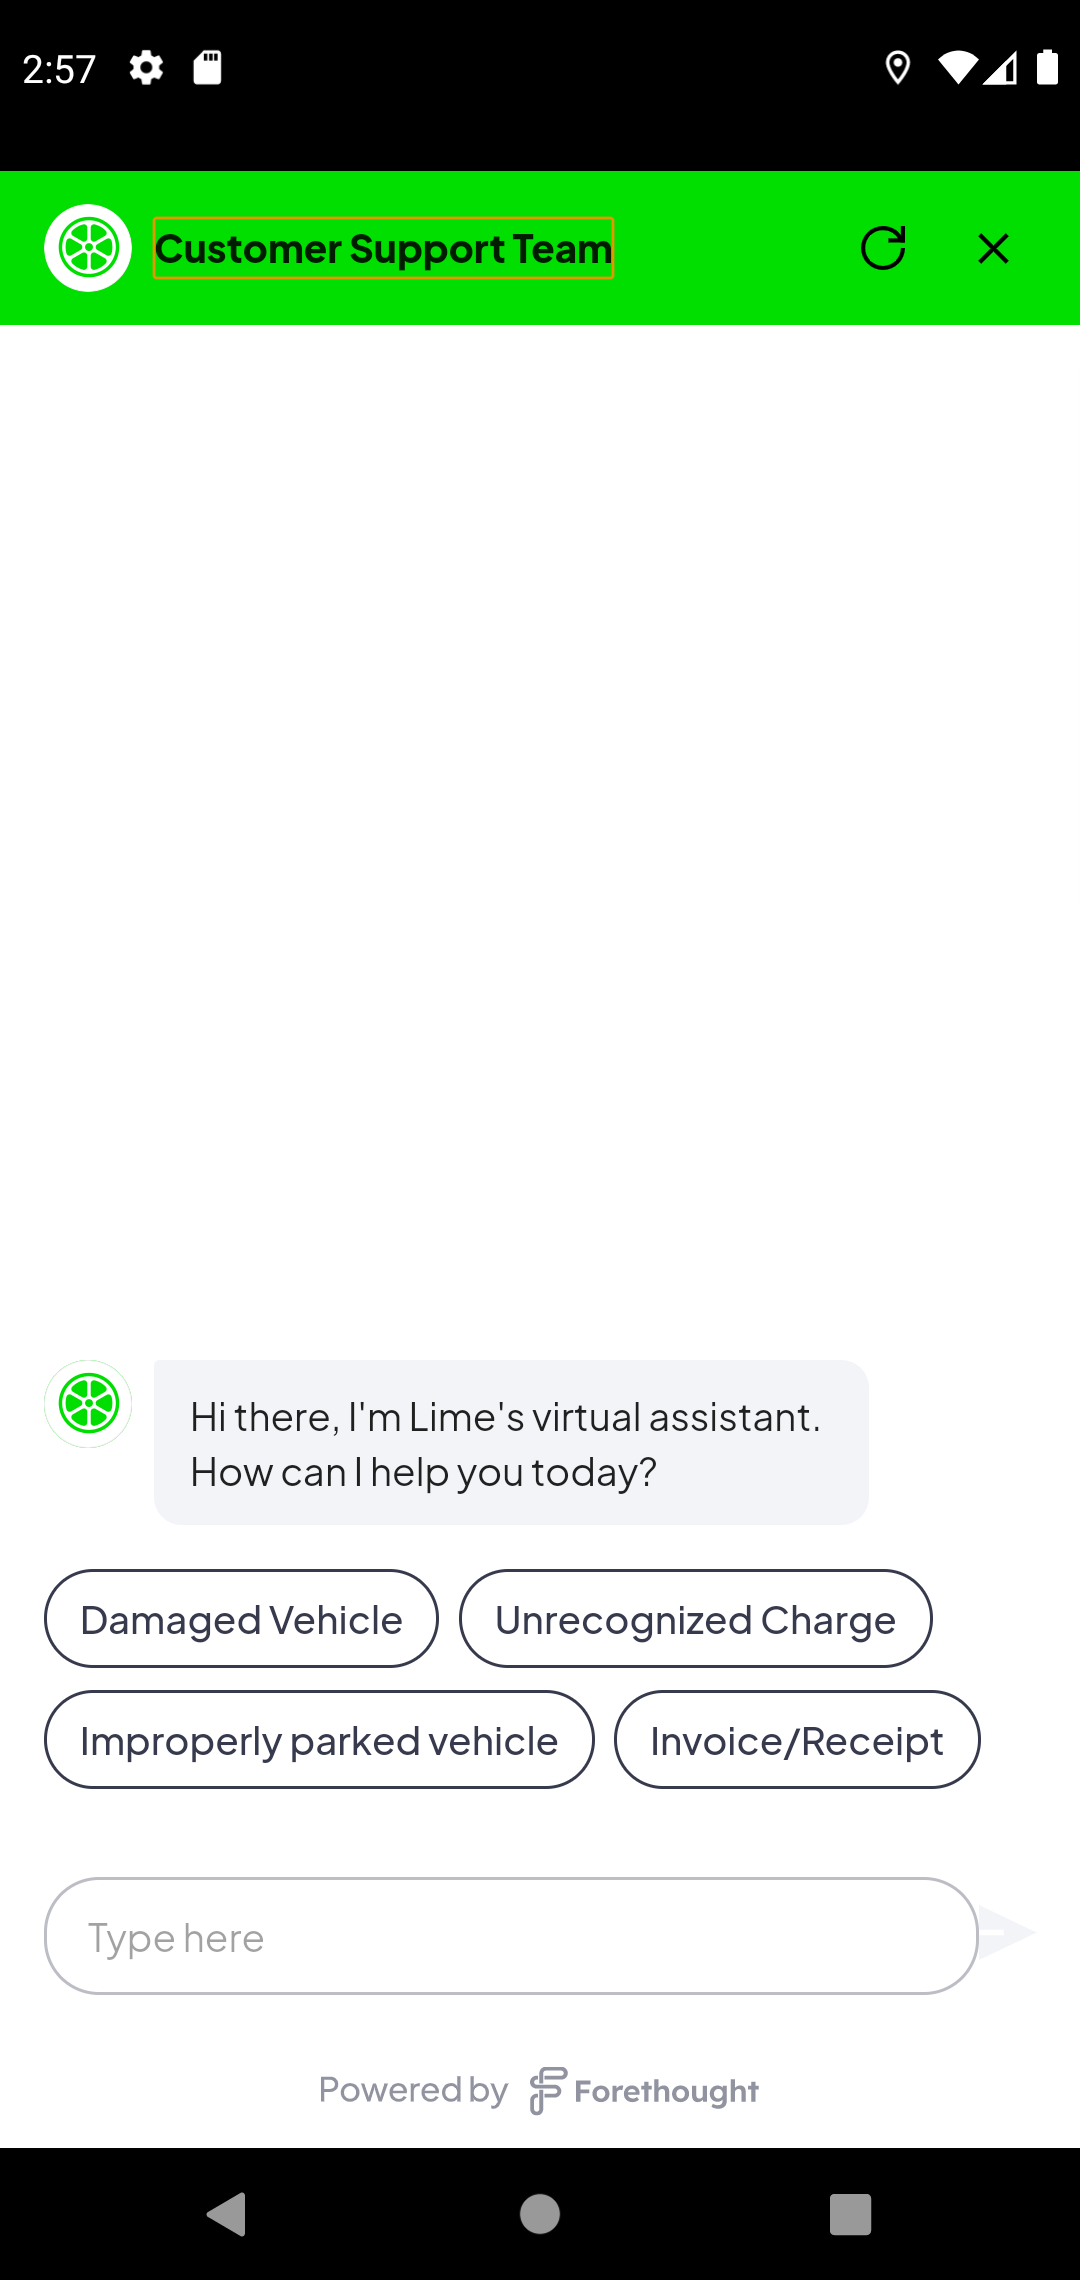 2:57
Customer Support Team
Hi there, I'm Lime's virtual assistant.
How can I help you today?
Damaged Vehicle
Unrecognized Charge
Improperly parked vehicle
Invoice/Receipt
Type here
Powered by Forethought